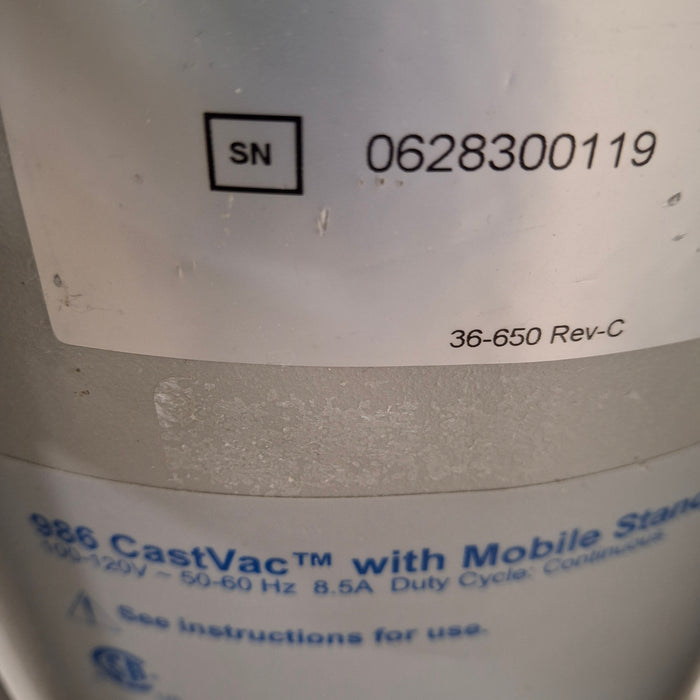 SN 0628300119
36-650 Rev-C
986 CastVac™ with Mobile Stand
100-120V ~ 50-60 Hz 8.5A Duty Cycle: Continuous
See instructions for use.